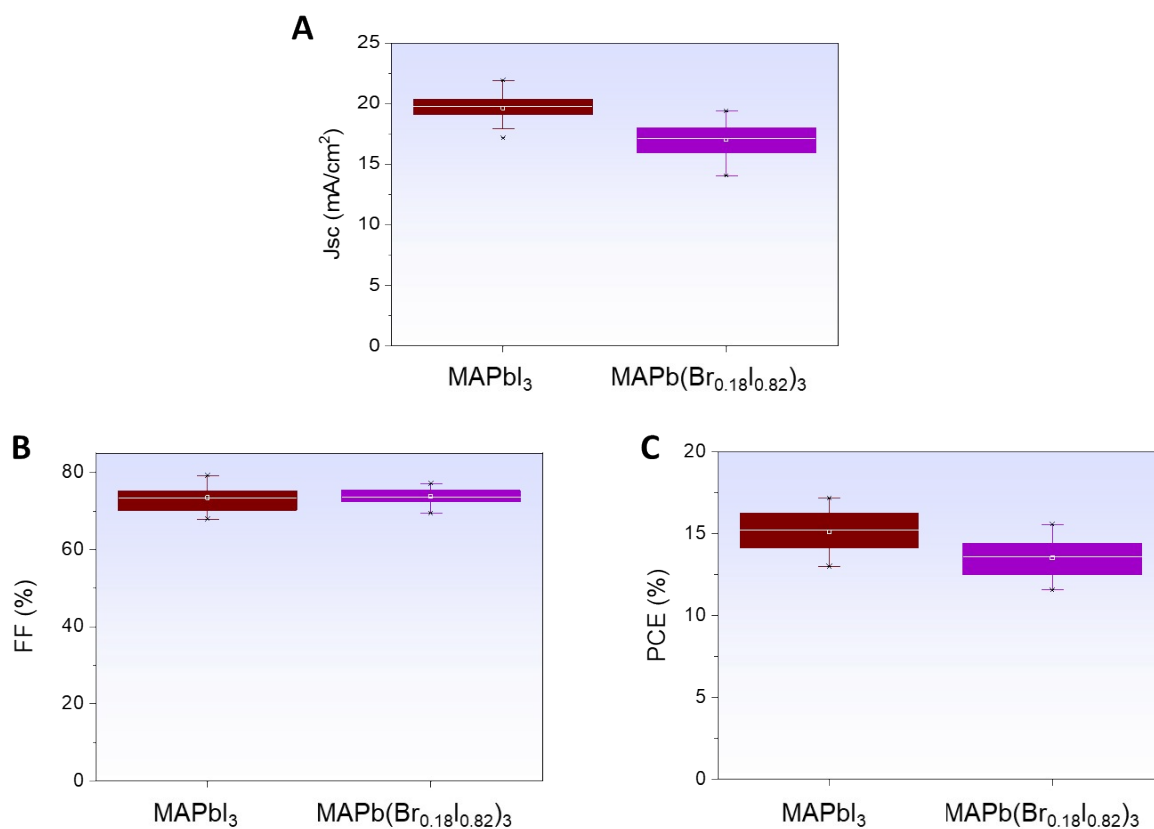 A
Jsc (mA/cm²)
25
20
15
10
5
0
MAPbI₃ MAPb(Br₀.₁₈I₀.₈₂)₃
B
FF (%)
80
60
40
20
0
MAPbI₃ MAPb(Br₀.₁₈I₀.₈₂)₃
C
PCE (%)
20
15
10
5
0
MAPbI₃ MAPb(Br₀.₁₈I₀.₈₂)₃